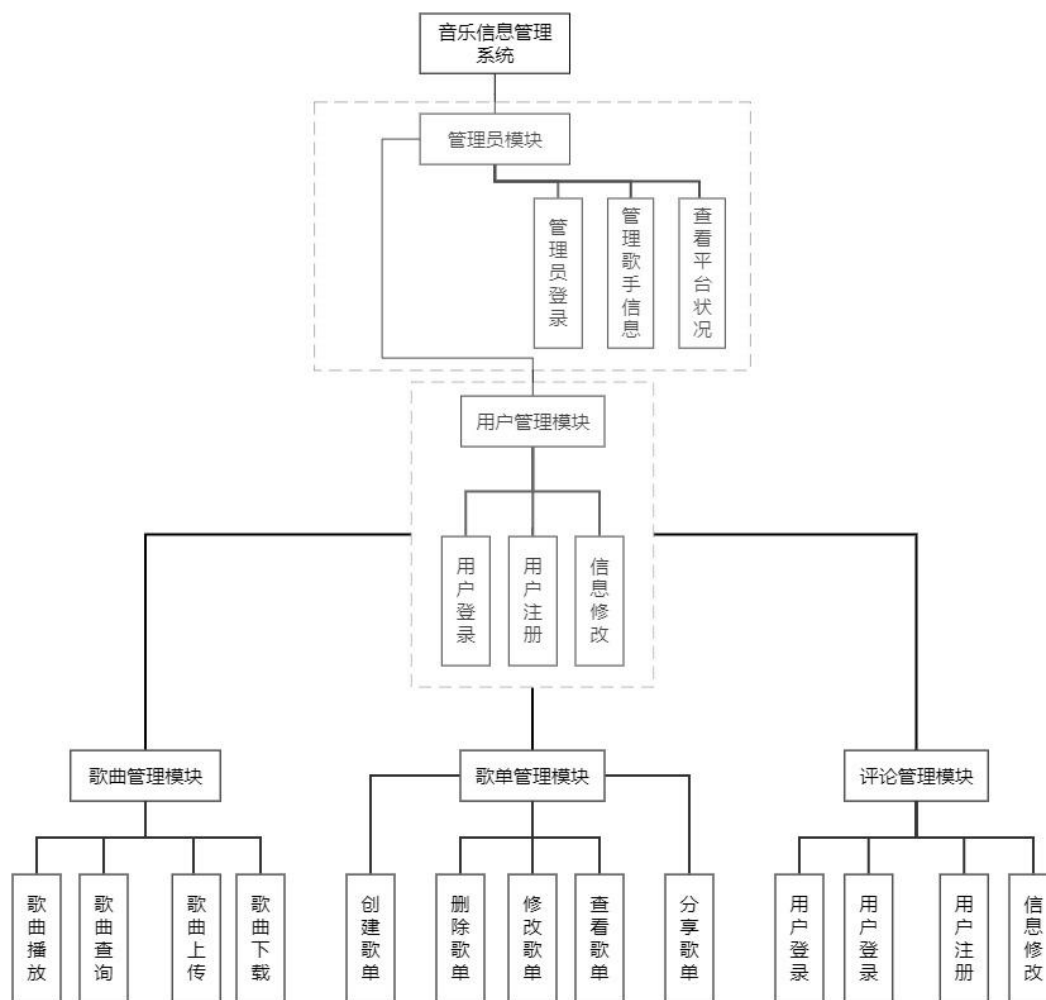 音乐信息管理
系统
管理员模块
管理员登录
管理歌手信息
查看平台状况
用户管理模块
用户登录
用户注册
信息修改
歌曲管理模块
歌单管理模块
评论管理模块
歌曲播放
歌曲查询
歌曲上传
歌曲下载
创建歌单
删除歌单
修改歌单
查看歌单
分享歌单
用户登录
用户登录
用户注册
信息修改